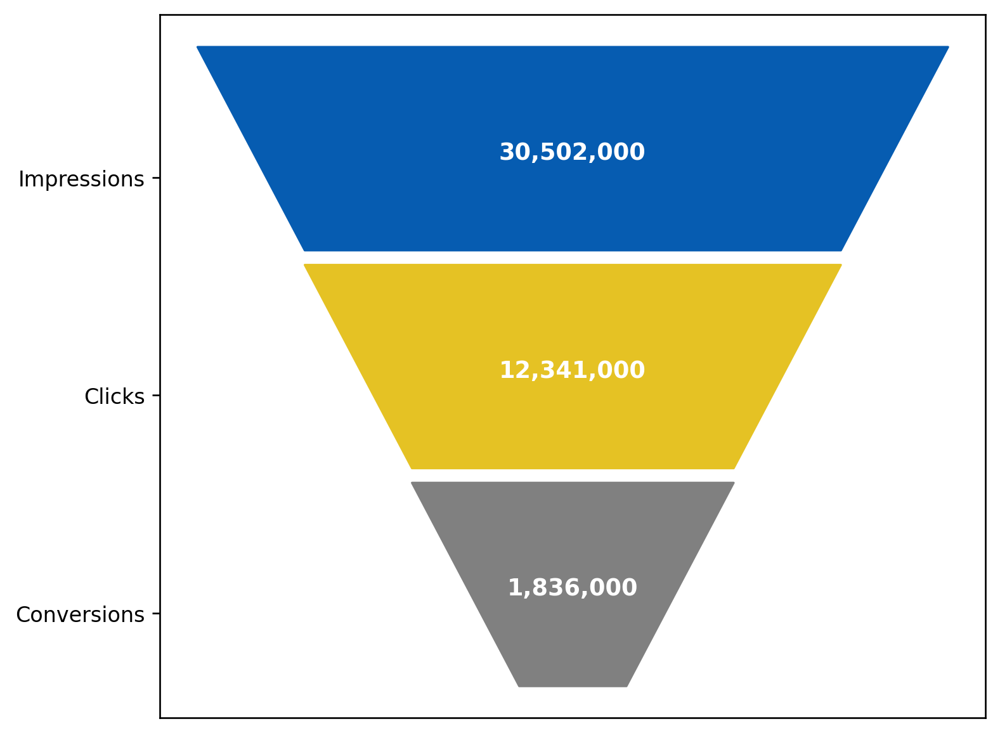 30,502,000
Impressions
12,341,000
Clicks
1,836,000
Conversions